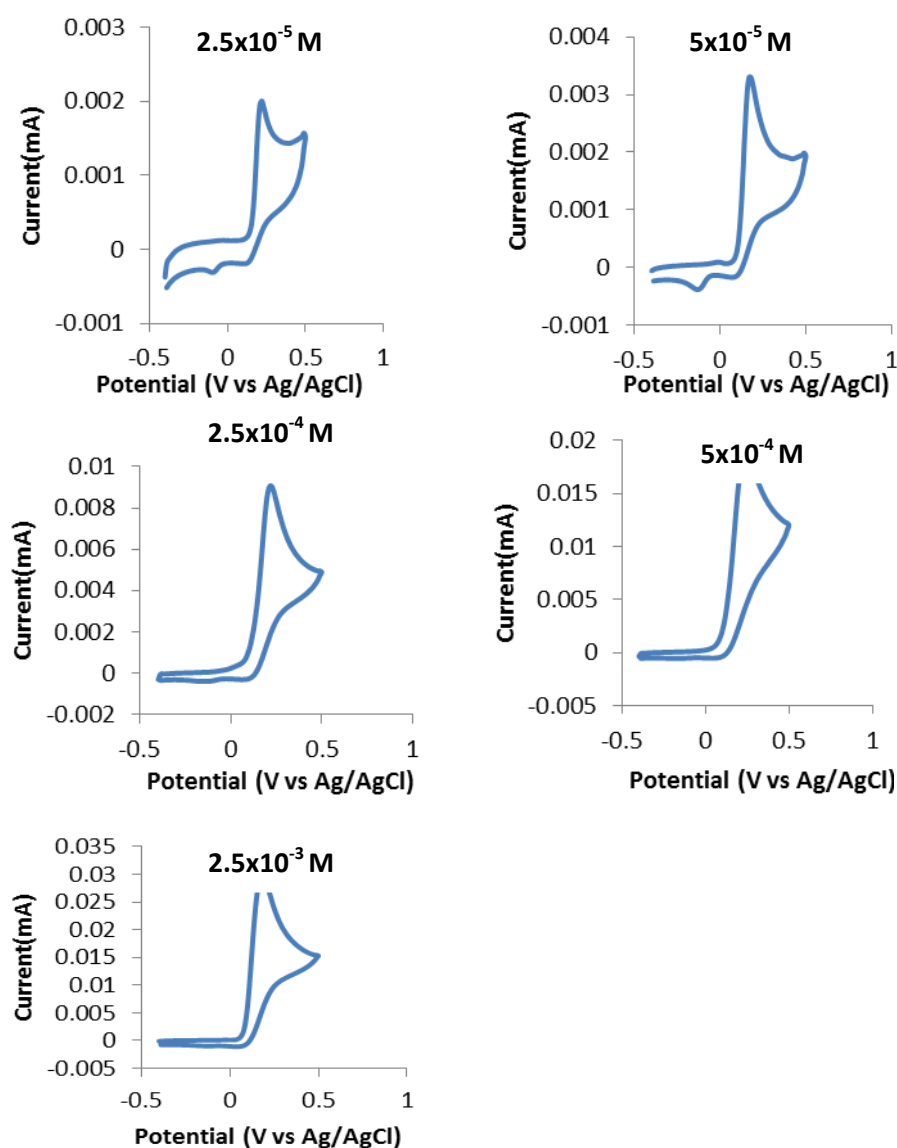 2.5x10⁻⁵ M
0.003
0.002
0.001
0
-0.001
Current(mA)
-0.5 0 0.5 1
Potential (V vs Ag/AgCl)
5x10⁻⁵ M
0.004
0.003
0.002
0.001
0
-0.001
Current(mA)
-0.5 0 0.5 1
Potential (V vs Ag/AgCl)
2.5x10⁻⁴ M
0.01
0.008
0.006
0.004
0.002
0
-0.002
Current(mA)
-0.5 0 0.5 1
Potential (V vs Ag/AgCl)
5x10⁻⁴ M
0.02
0.015
0.01
0.005
0
-0.005
Current(mA)
-0.5 0 0.5 1
Potential (V vs Ag/AgCl)
2.5x10⁻³ M
0.035
0.03
0.025
0.02
0.015
0.01
0.005
0
-0.005
Current(mA)
-0.5 0 0.5 1
Potential (V vs Ag/AgCl)